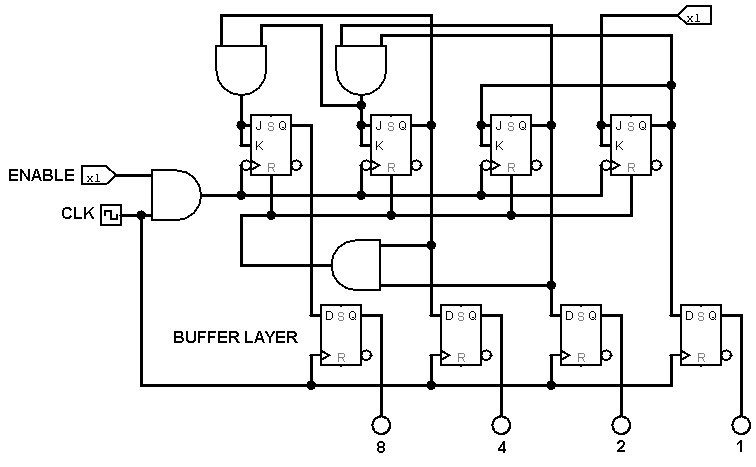 x1
J S Q
K
R
J S Q
K
R
J S Q
K
R
J S Q
K
R
ENABLE x1
CLK
D S Q
R
D S Q
R
D S Q
R
D S Q
R
BUFFER LAYER
8 4 2 1